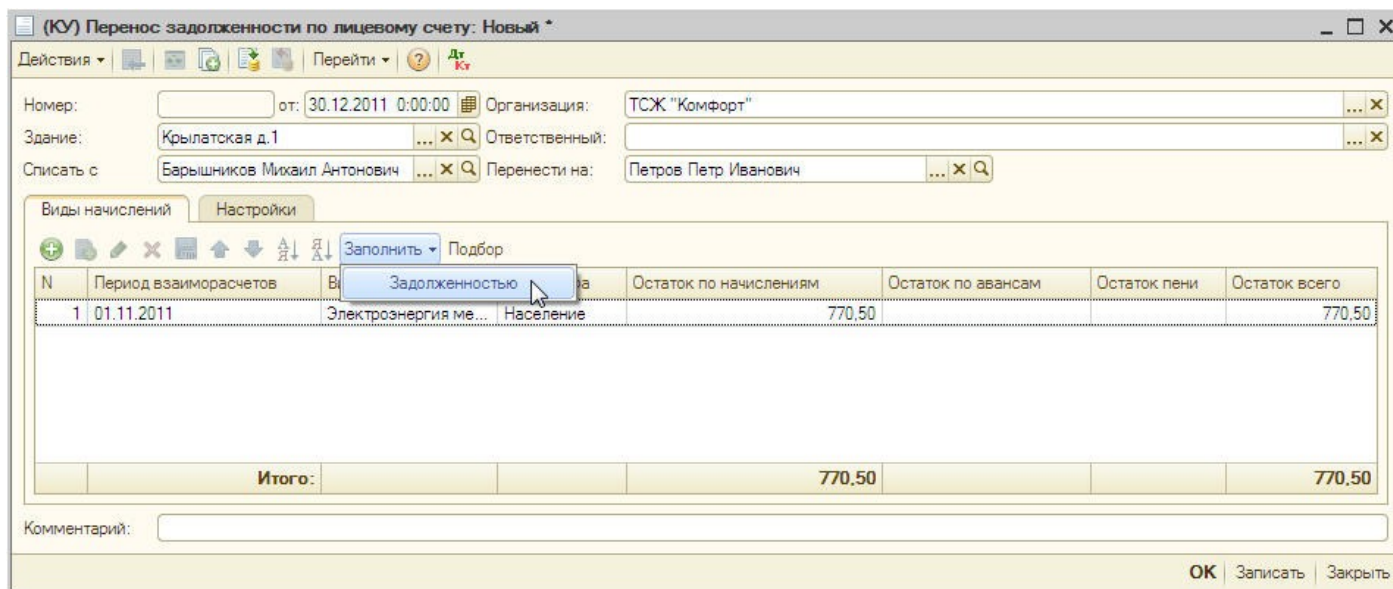 (КУ) Перенос задолженности по лицевому счету: Новый *
Действия Перейти Дт Кт
Номер: от: 30.12.2011 0:00:00 Организация: ТСЖ "Комфорт"
Здание: Крылатская д.1 Ответственный:
Списать с Барышников Михаил Антонович Перенести на: Петров Петр Иванович
Виды начислений Настройки
Заполнить Подбор
Задолженностью
N Период взаиморасчетов Остаток по начислениям Остаток по авансам Остаток пени Остаток всего
1 01.11.2011 Электроэнергия ме... Население 770,50 770,50
Итого: 770,50 770,50
Комментарий:
OK Записать Закрыть